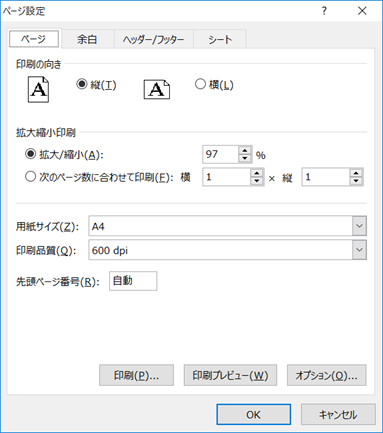 ページ設定 ? ×
ページ 余白 ヘッダー/フッター シート
印刷の向き
A 縦(T) A 横(L)
拡大縮小印刷
拡大/縮小(A): 97 %
次のページ数に合わせて印刷(F): 横 1 × 縦 1
用紙サイズ(Z): A4
印刷品質(Q): 600 dpi
先頭ページ番号(R): 自動
印刷(P)... 印刷プレビュー(W) オプション(O)...
OK キャンセル